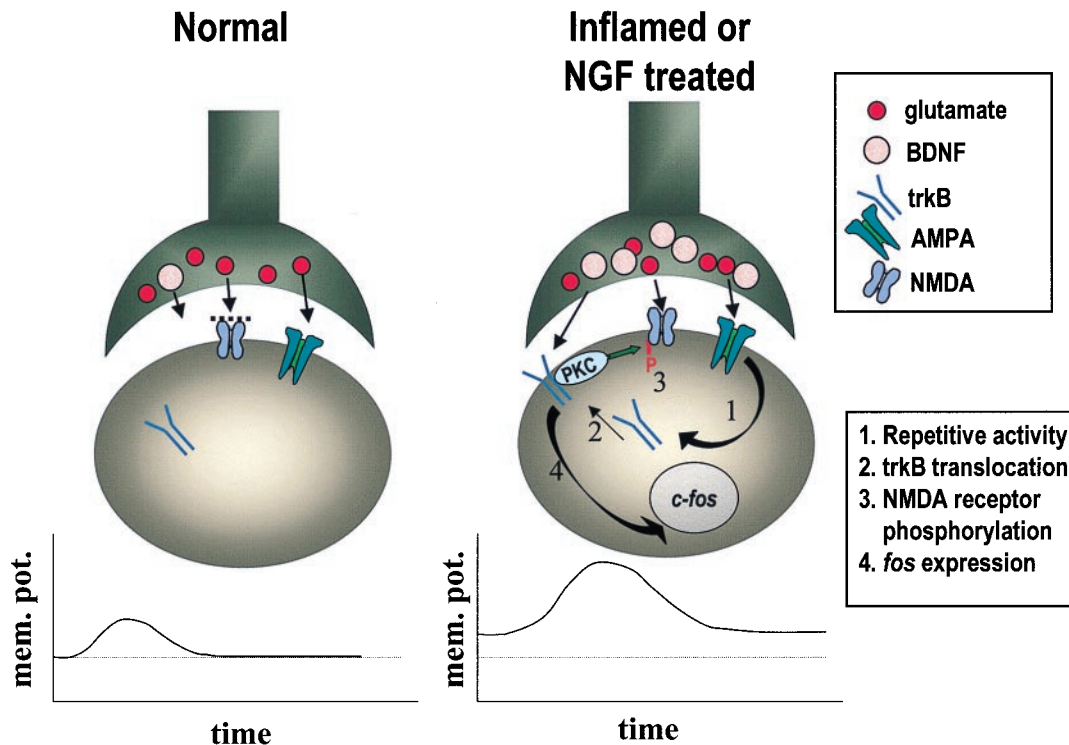 Normal
Inflamed or
NGF treated
glutamate
BDNF
trkB
AMPA
NMDA
PKC
P
3
1
2
4
c-fos
1. Repetitive activity
2. trkB translocation
3. NMDA receptor
phosphorylation
4. fos expression
mem. pot.
time
mem. pot.
time